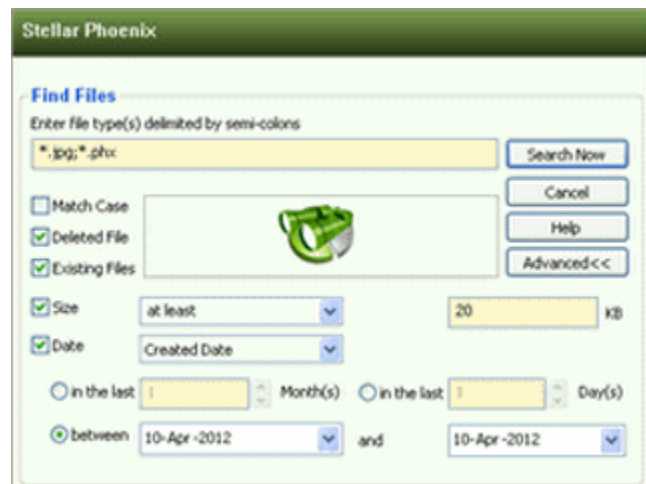 Stellar Phoenix
Find Files
Enter file type(s) delimited by semi-colons
*.jpg;*.phx
Search Now
Match Case
Cancel
Deleted File
Help
Existing Files
Advanced<<
Size at least 20 KB
Date Created Date
in the last 1 Month(s) in the last 1 Day(s)
between 10-Apr -2012 and 10-Apr -2012